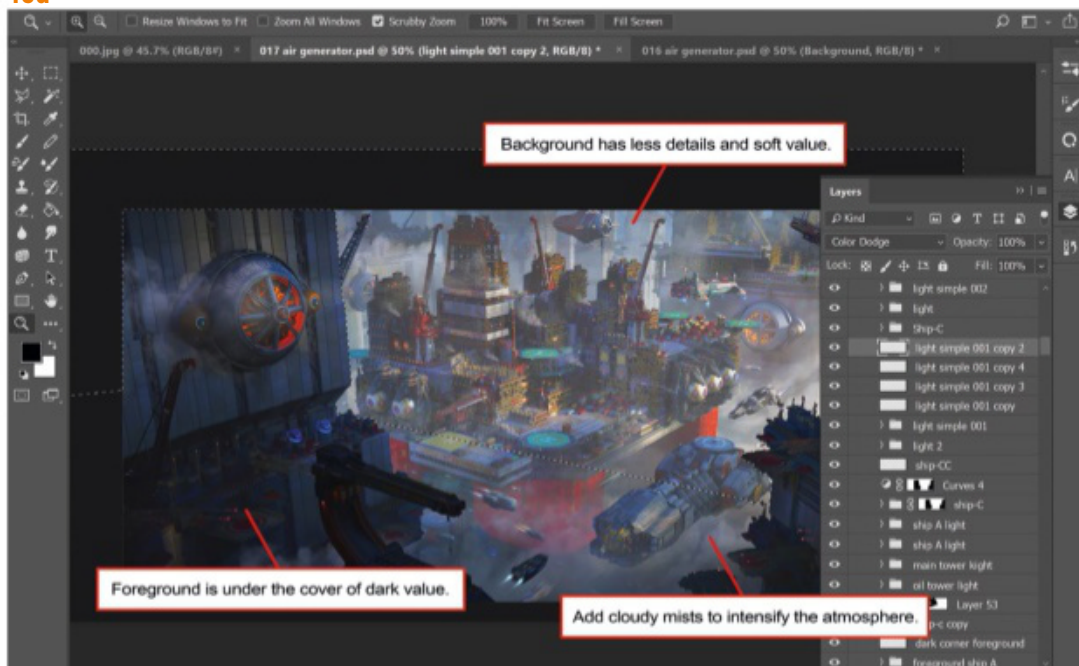 You
Resize Windows to Fit Zoom All Windows Scrubby Zoom 100% Fit Screen Fill Screen
000.jpg @ 45.7% (RGB/8#) × 017 air generator.psd @ 50% (light simple 001 copy 2, RGB/8) * × 016 air generator.psd @ 50% (Background, RGB/8) * ×
Background has less details and soft value.
Layers
Kind
Color Dodge Opacity: 100%
Lock: Fill: 100%
light simple 002
light
Ship-C
light simple 001 copy 2
light simple 001 copy 4
light simple 001 copy 3
light simple 001 copy
light simple 001
light 2
ship-CC
Curves 4
ship-C
ship A light
ship A light
main tower kight
oil tower light
Layer 53
copy
dark corner foreground
foreground ship A
Foreground is under the cover of dark value.
Add cloudy mists to intensify the atmosphere.